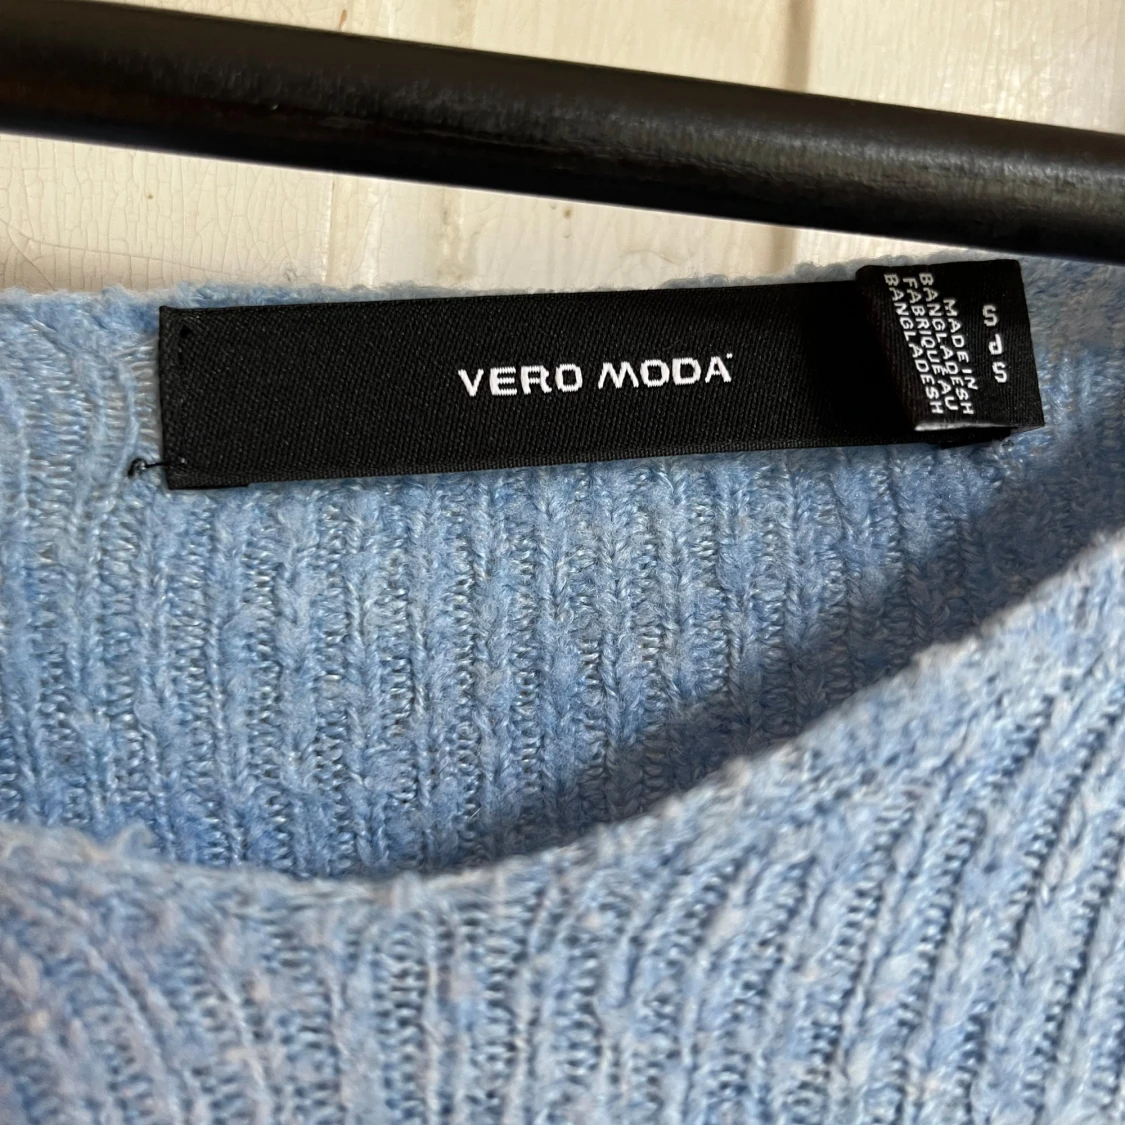 VERO MODA
S
J
S
MADE IN
BANGLADESH
FABRIQUÉ AU
BANGLADESH